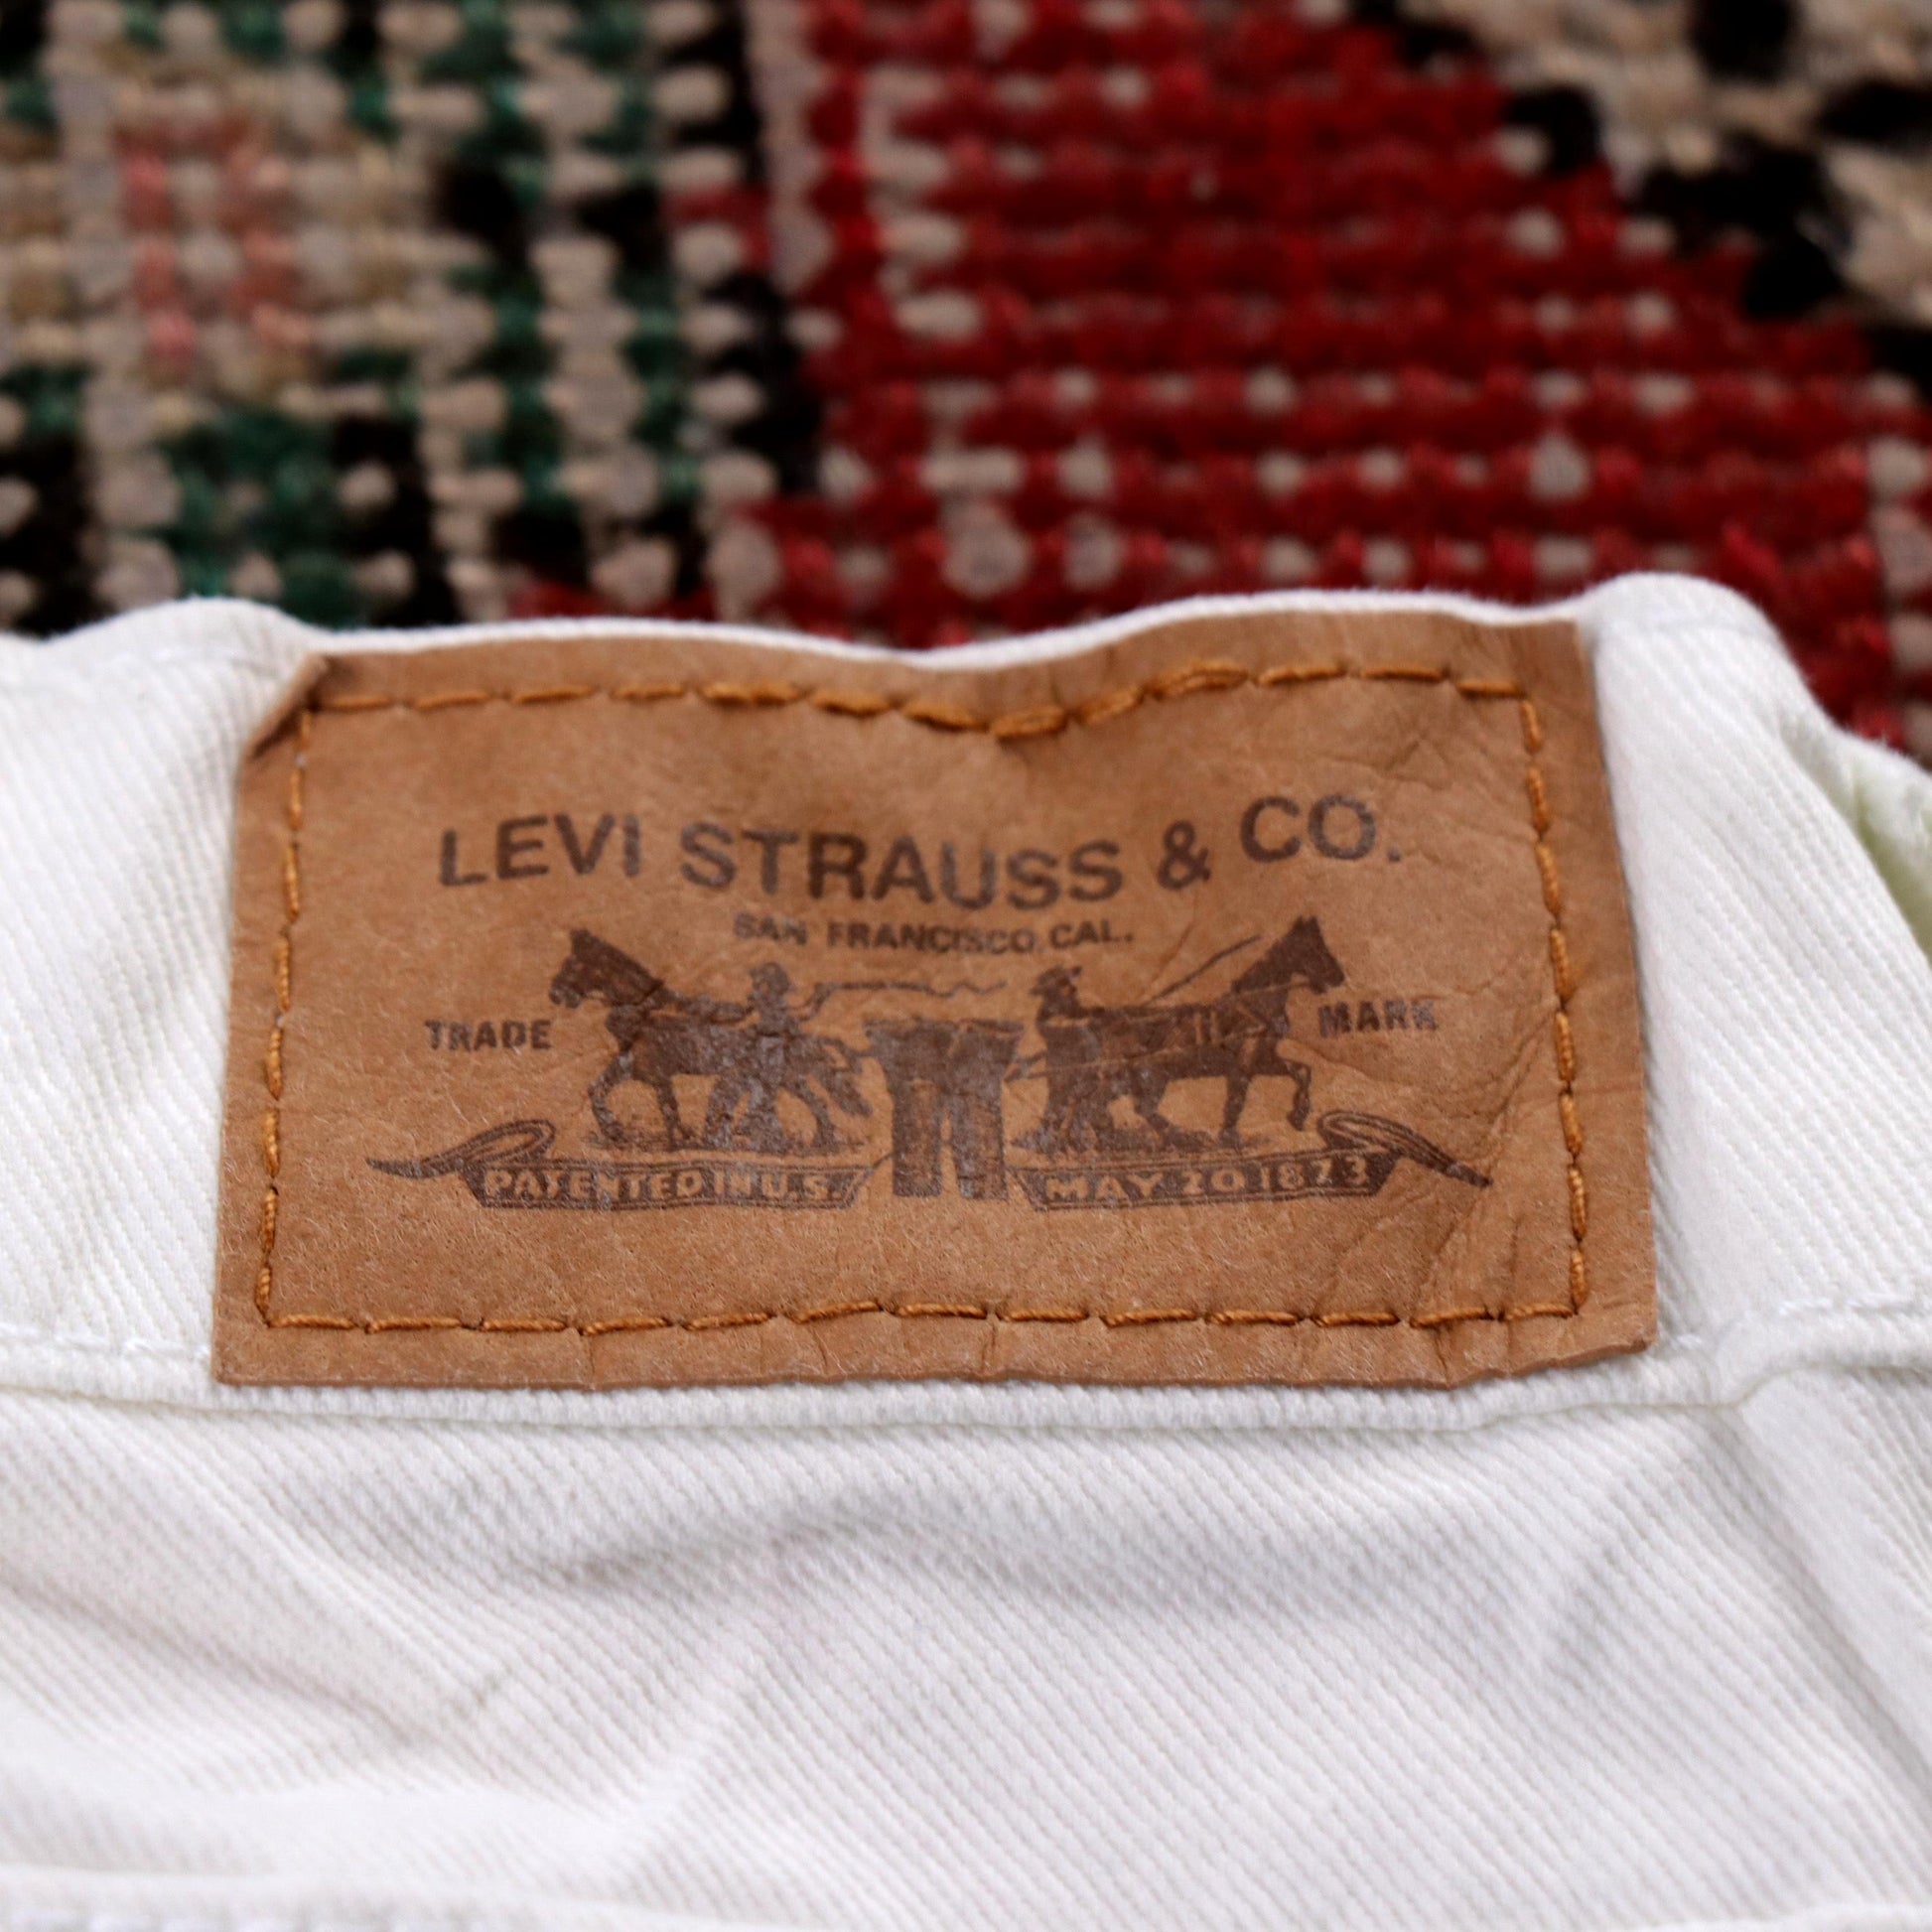 LEVI STRAUSS & CO.
SAN FRANCISCO, CAL.
TRADE MARK
PATENTED IN U.S. MAY 20 1873